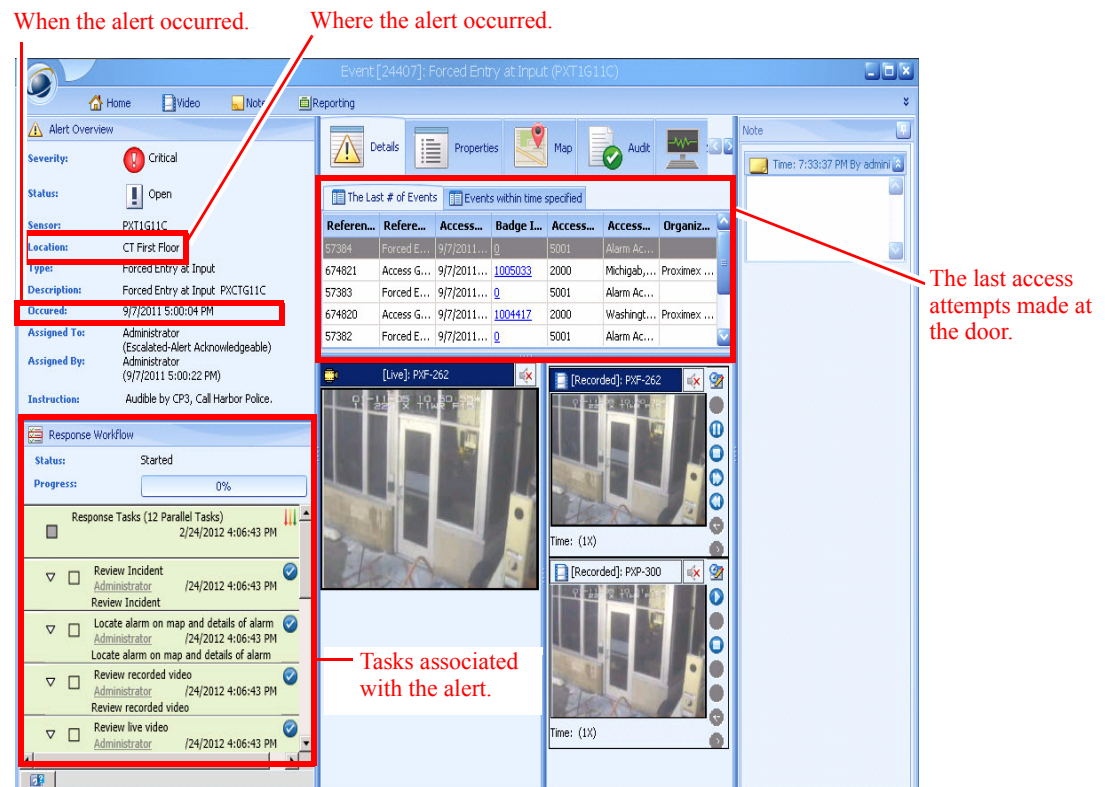 When the alert occurred.
Where the alert occurred.
Event [24407]: Forced Entry at Input (PXT1G11C)
Home Video Note Reporting
Alert Overview
Severity: Critical
Status: Open
Sensor: PXT1G11C
Location: CT First Floor
Type: Forced Entry at Input
Description: Forced Entry at Input PXCTG11C
Occured: 9/7/2011 5:00:04 PM
Assigned To: Administrator
(Escalated-Alert Acknowledgeable)
Assigned By: Administrator
(9/7/2011 5:00:22 PM)
Instruction: Audible by CP3, Call Harbor Police.
Response Workflow
Status: Started
Progress: 0%
Response Tasks (12 Parallel Tasks)
2/24/2012 4:06:43 PM
Review Incident
Administrator /24/2012 4:06:43 PM
Review Incident
Locate alarm on map and details of alarm
Administrator /24/2012 4:06:43 PM
Locate alarm on map and details of alarm
Review recorded video
Administrator /24/2012 4:06:43 PM
Review recorded video
Review live video
Administrator /24/2012 4:06:43 PM
Details Properties Map Audit
The Last # of Events Events within time specified
Referen... Refere... Access... Badge I... Access... Access... Organiz...
57384 Forced E... 9/7/2011... 0 5001 Alarm Ac...
674821 Access G... 9/7/2011... 1005033 2000 Michigab,... Proximex ...
57383 Forced E... 9/7/2011... 0 5001 Alarm Ac...
674820 Access G... 9/7/2011... 1004417 2000 Washingt... Proximex ...
57382 Forced E... 9/7/2011... 0 5001 Alarm Ac...
[Live]: PXF-262
[Recorded]: PXF-262
Time: (1X)
[Recorded]: PXP-300
Time: (1X)
Tasks associated
with the alert.
Note
Time: 7:33:37 PM By admini
The last access
attempts made at
the door.